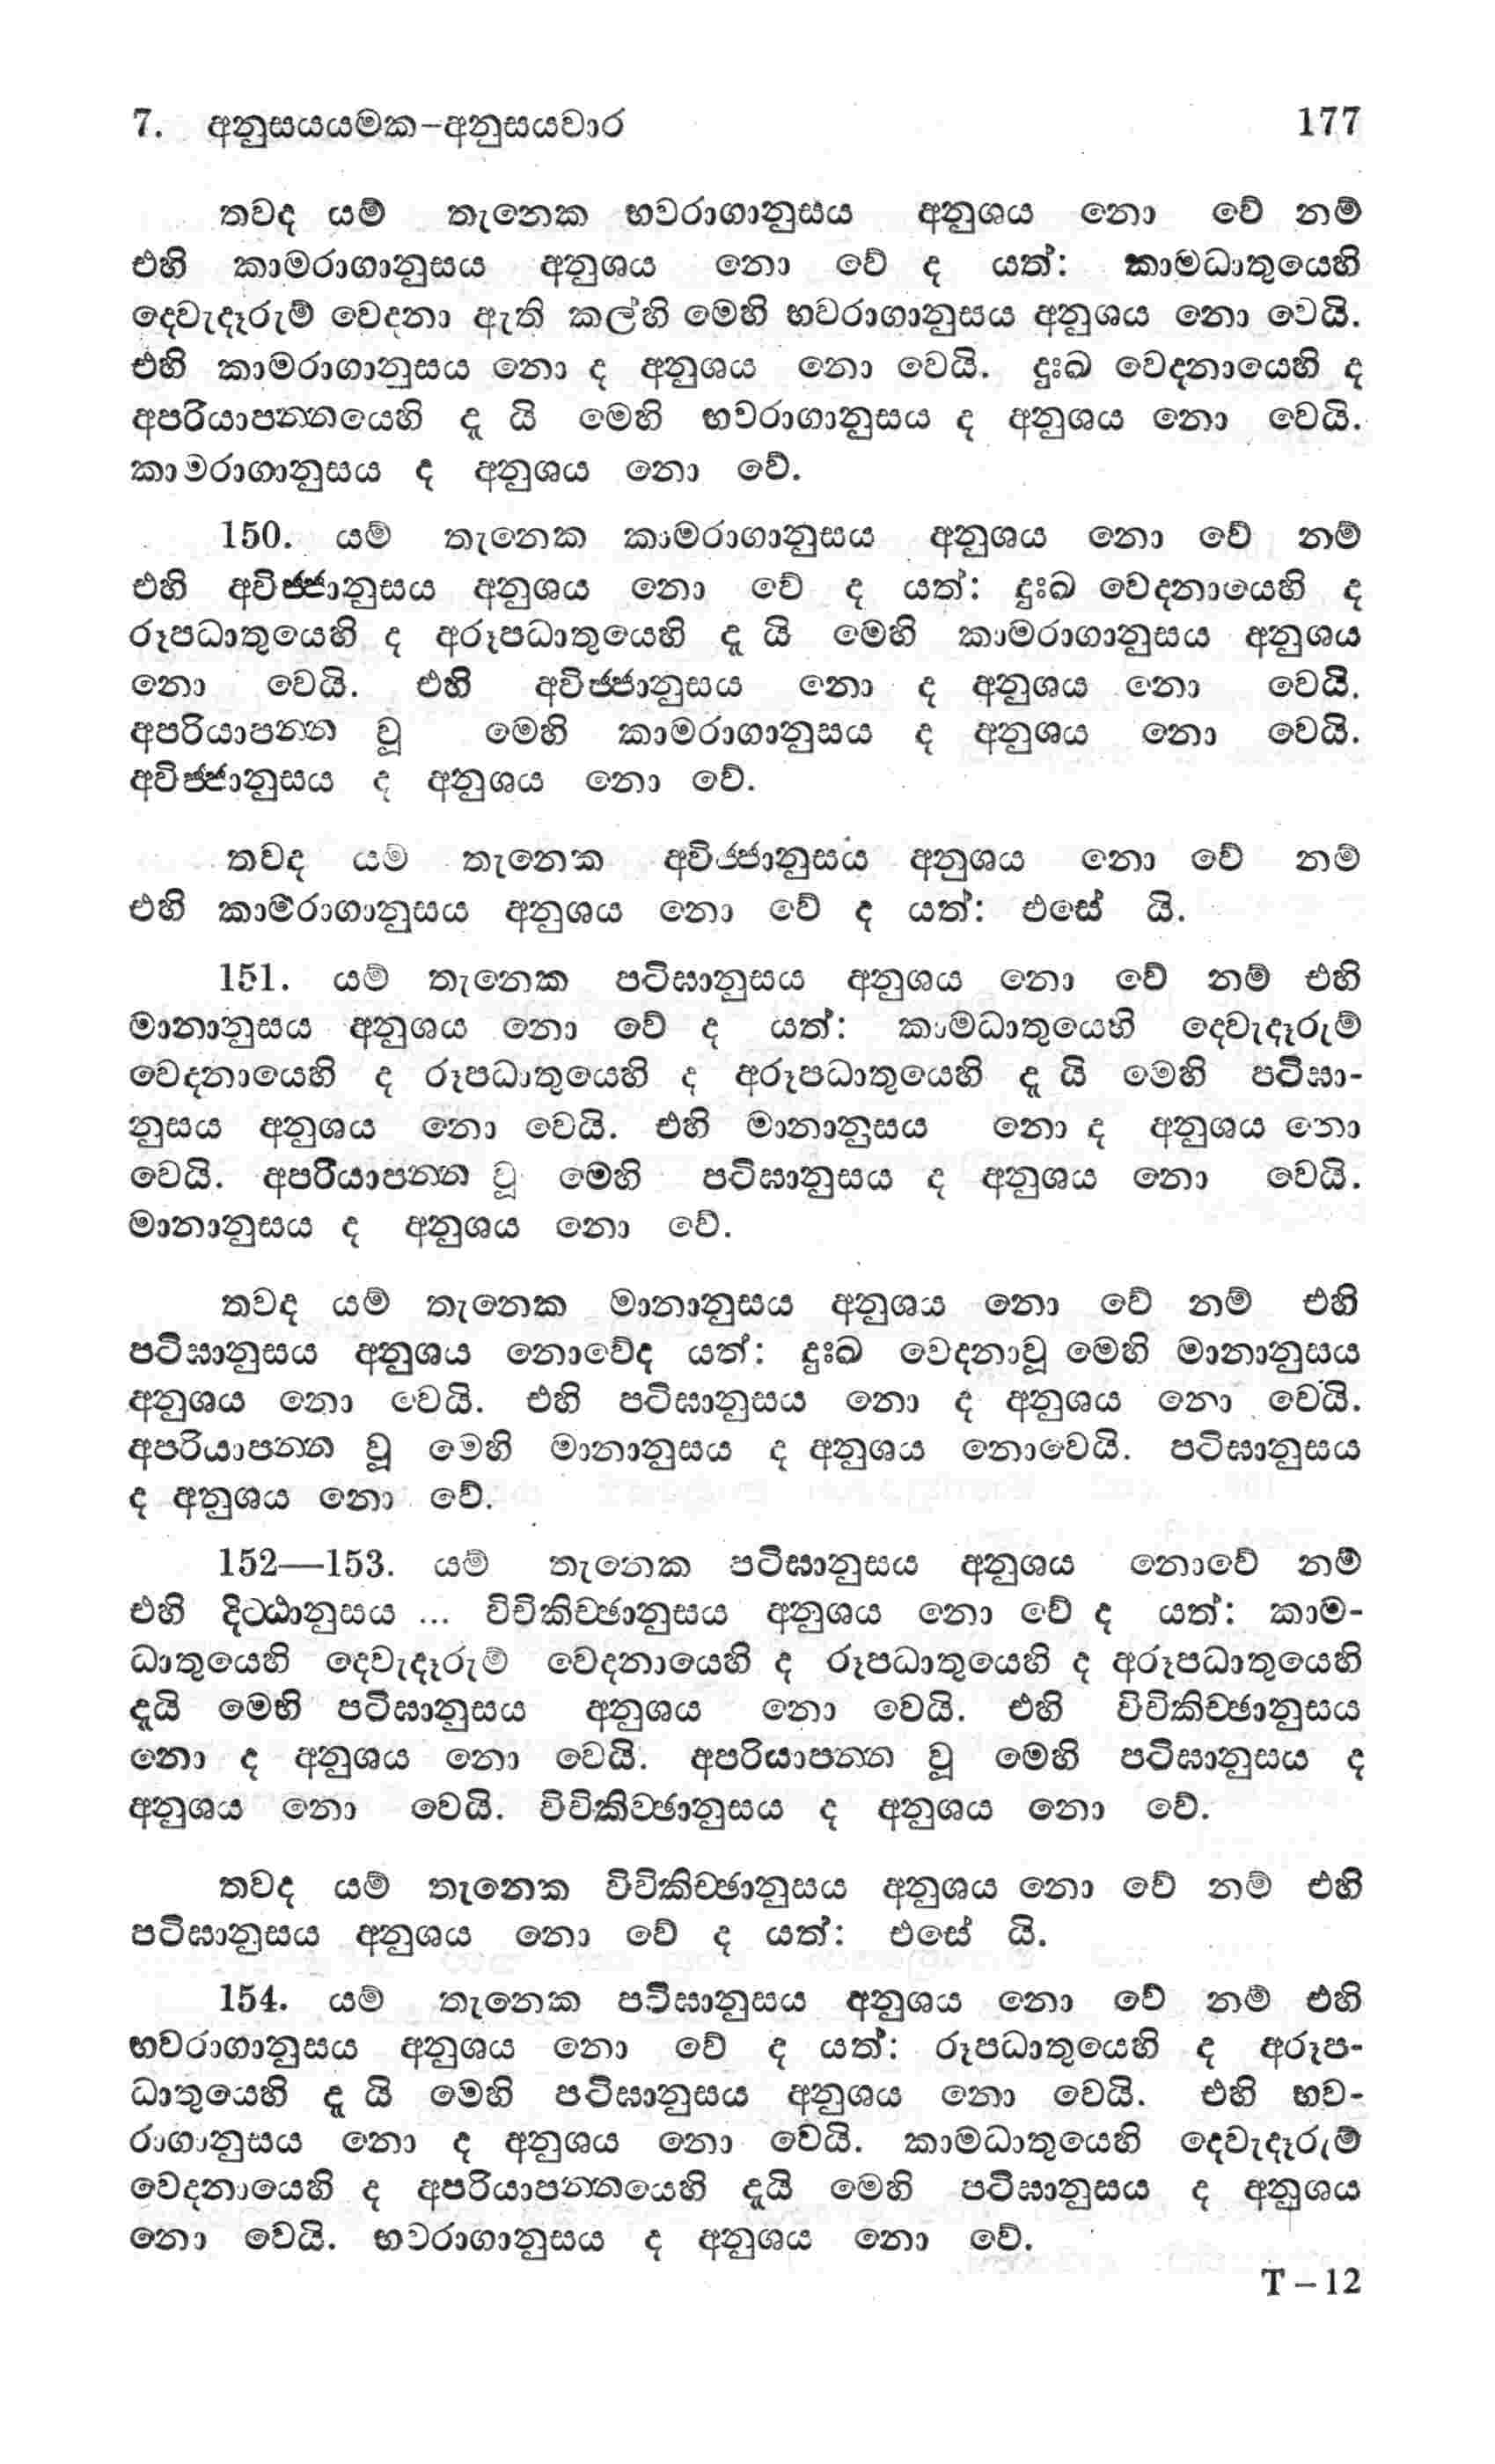 7. අනුසයයමක-අනුසයවාර 177
තවද යම් තැනෙක භවරාගානුසය අනුශය නො වේ නම්
එහි කාමරාගානුසය අනුශය නො වේ ද යත්: කාමධාතුයෙහි
දෙවැදෑරුම් වෙදනා ඇති කල්හි මෙහි භවරාගානුසය අනුශය නො වෙයි.
එහි කාමරාගානුසය නො ද අනුශය නො වෙයි. දුඃඛ වෙදනායෙහි ද
අපරියාපන්නයෙහි ද යි මෙහි භවරාගානුසය ද අනුශය නො වෙයි.
කාමරාගානුසය ද අනුශය නො වේ.
150. යම් තැනෙක කාමරාගානුසය අනුශය නො වේ නම්
එහි අවිජ්ජානුසය අනුශය නො වේ ද යත්: දුඃඛ වෙදනායෙහි ද
රූපධාතුයෙහි ද අරූපධාතුයෙහි දැ යි මෙහි කාමරාගානුසය අනුශය
නො වෙයි. එහි අවිජ්ජානුසය නො ද අනුශය නො වෙයි.
අපරියාපන්න වූ මෙහි කාමරාගානුසය ද අනුශය නො වෙයි.
අවිජ්ජානුසය ද අනුශය නො වේ.
තවද යම් තැනෙක අවිජ්ජානුසය අනුශය නො වේ නම්
එහි කාමරාගානුසය අනුශය නො වේ ද යත්: එසේ යි.
151. යම් තැනෙක පටිඝානුසය අනුශය නො වේ නම් එහි
මානානුසය අනුශය නො වේ ද යත්: කාමධාතුයෙහි දෙවැදෑරුම්
වෙදනායෙහි ද රූපධාතුයෙහි ද අරූපධාතුයෙහි දැ යි මෙහි පටිඝා-
නුසය අනුශය නො වෙයි. එහි මානානුසය නො ද අනුශය නො
වෙයි. අපරියාපන්න වූ මෙහි පටිඝානුසය ද අනුශය නො වෙයි.
මානානුසය ද අනුශය නො වේ.
තවද යම් තැනෙක මානානුසය අනුශය නො වේ නම් එහි
පටිඝානුසය අනුශය නොවේද යත්: දුඃඛ වෙදනාවූ මෙහි මානානුසය
අනුශය නො වෙයි. එහි පටිඝානුසය නො ද අනුශය නො වෙයි.
අපරියාපන්න වූ මෙහි මානානුසය ද අනුශය නොවෙයි. පටිඝානුසය
ද අනුශය නො වේ.
152—153. යම් තැනෙක පටිඝානුසය අනුශය නොවේ නම්
එහි දිට්ඨානුසය ... විචිකිච්ඡානුසය අනුශය නො වේ ද යත්: කාම-
ධාතුයෙහි දෙවැදෑරුම් වෙදනායෙහි ද රූපධාතුයෙහි ද අරූපධාතුයෙහි
දැයි මෙහි පටිඝානුසය අනුශය නො වෙයි. එහි විචිකිච්ඡානුසය
නො ද අනුශය නො වෙයි. අපරියාපන්න වූ මෙහි පටිඝානුසය ද
අනුශය නො වෙයි. විචිකිච්ඡානුසය ද අනුශය නො වේ.
තවද යම් තැනෙක විචිකිච්ඡානුසය අනුශය නො වේ නම් එහි
පටිඝානුසය අනුශය නො වේ ද යත්: එසේ යි.
154. යම් තැනෙක පටිඝානුසය අනුශය නො වේ නම් එහි
භවරාගානුසය අනුශය නො වේ ද යත්: රූපධාතුයෙහි ද අරූප-
ධාතුයෙහි දැ යි මෙහි පටිඝානුසය අනුශය නො වෙයි. එහි භව-
රාගානුසය නො ද අනුශය නො වෙයි. කාමධාතුයෙහි දෙවැදෑරුම්
වෙදනායෙහි ද අපරියාපන්නයෙහි දැයි මෙහි පටිඝානුසය ද අනුශය
නො වෙයි. භවරාගානුසය ද අනුශය නො වේ.
T – 12